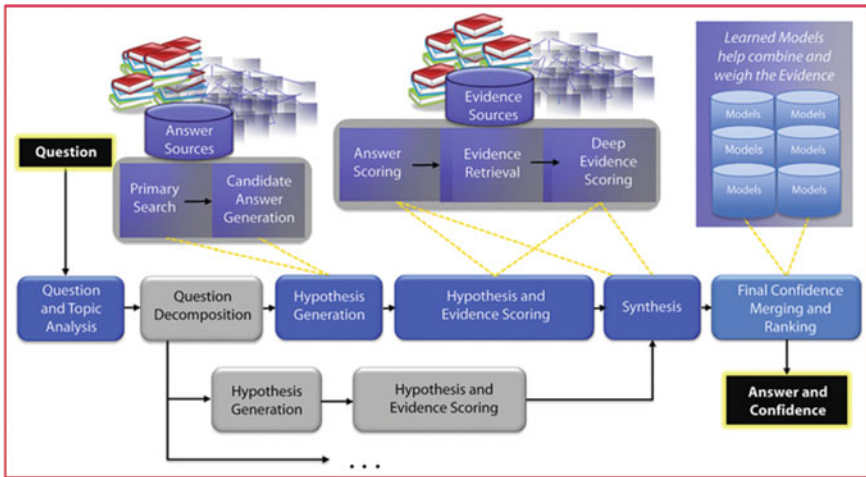 Learned Models
help combine and
weigh the Evidence
Models
Models
Models
Models
Models
Models
Answer
Sources
Evidence
Sources
Question
Primary
Search
Candidate
Answer
Generation
Answer
Scoring
Evidence
Retrieval
Deep
Evidence
Scoring
Question
and Topic
Analysis
Question
Decomposition
Hypothesis
Generation
Hypothesis and
Evidence Scoring
Synthesis
Final Confidence
Merging and
Ranking
Hypothesis
Generation
Hypothesis and
Evidence Scoring
Answer and
Confidence
...